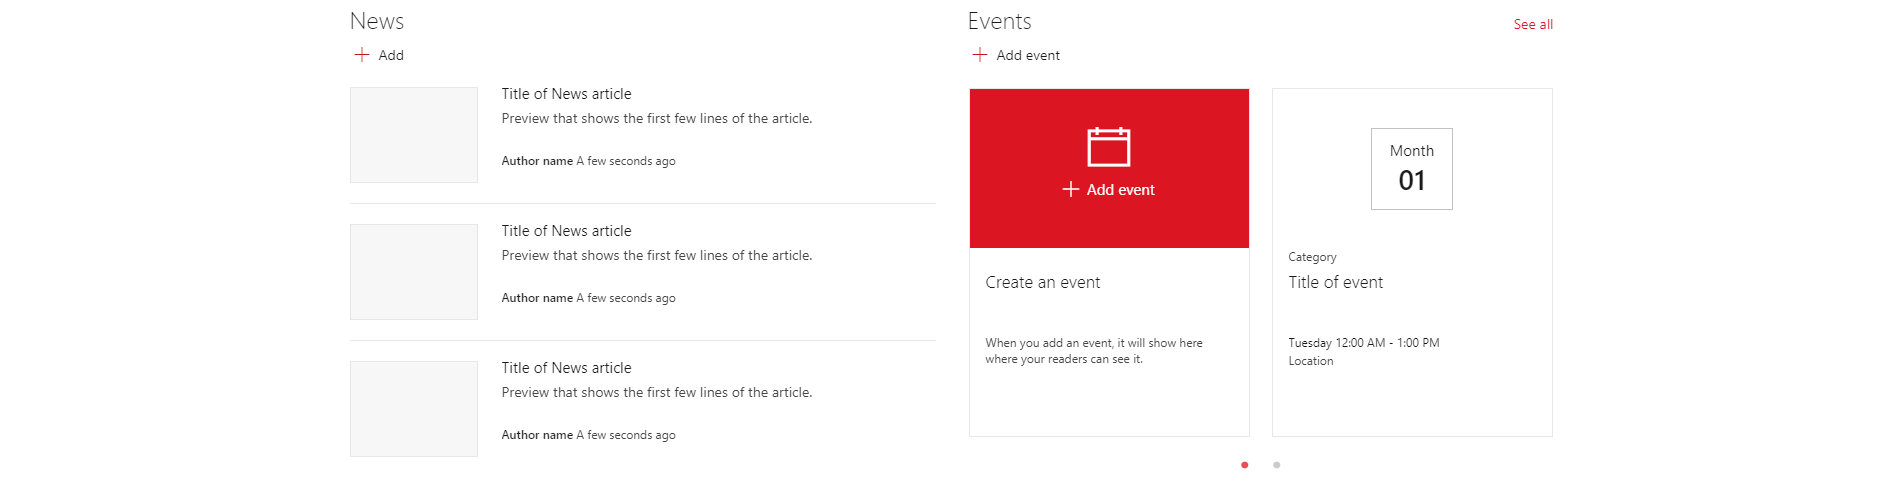 News
Add
Title of News article
Preview that shows the first few lines of the article.
Author name A few seconds ago
Title of News article
Preview that shows the first few lines of the article.
Author name A few seconds ago
Title of News article
Preview that shows the first few lines of the article.
Author name A few seconds ago
Events
See all
Add event
Add event
Create an event
When you add an event, it will show here
where your readers can see it.
Month
01
Category
Title of event
Tuesday 12:00 AM - 1:00 PM
Location